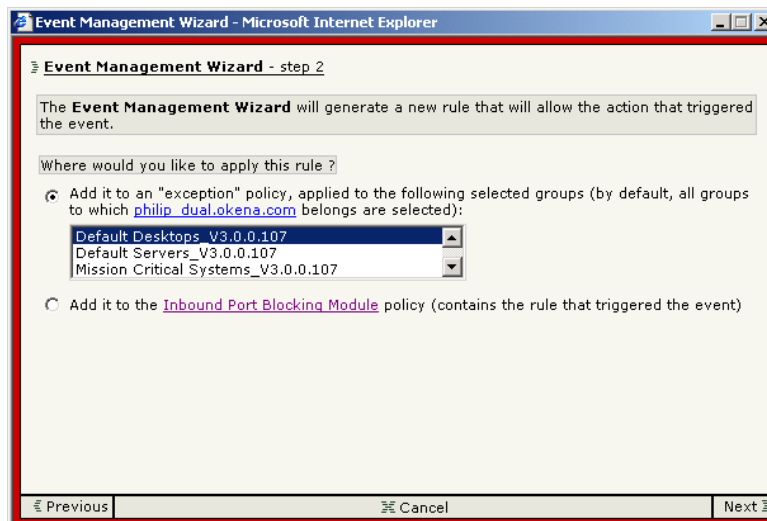 Event Management Wizard - Microsoft Internet Explorer
Event Management Wizard - step 2
The Event Management Wizard will generate a new rule that will allow the action that triggered
the event.
Where would you like to apply this rule ?
Add it to an "exception" policy, applied to the following selected groups (by default, all groups
to which philip_dual.okena.com belongs are selected):
Default Desktops_V3.0.0.107
Default Servers_V3.0.0.107
Mission Critical Systems_V3.0.0.107
Add it to the Inbound Port Blocking Module policy (contains the rule that triggered the event)
Previous Cancel Next